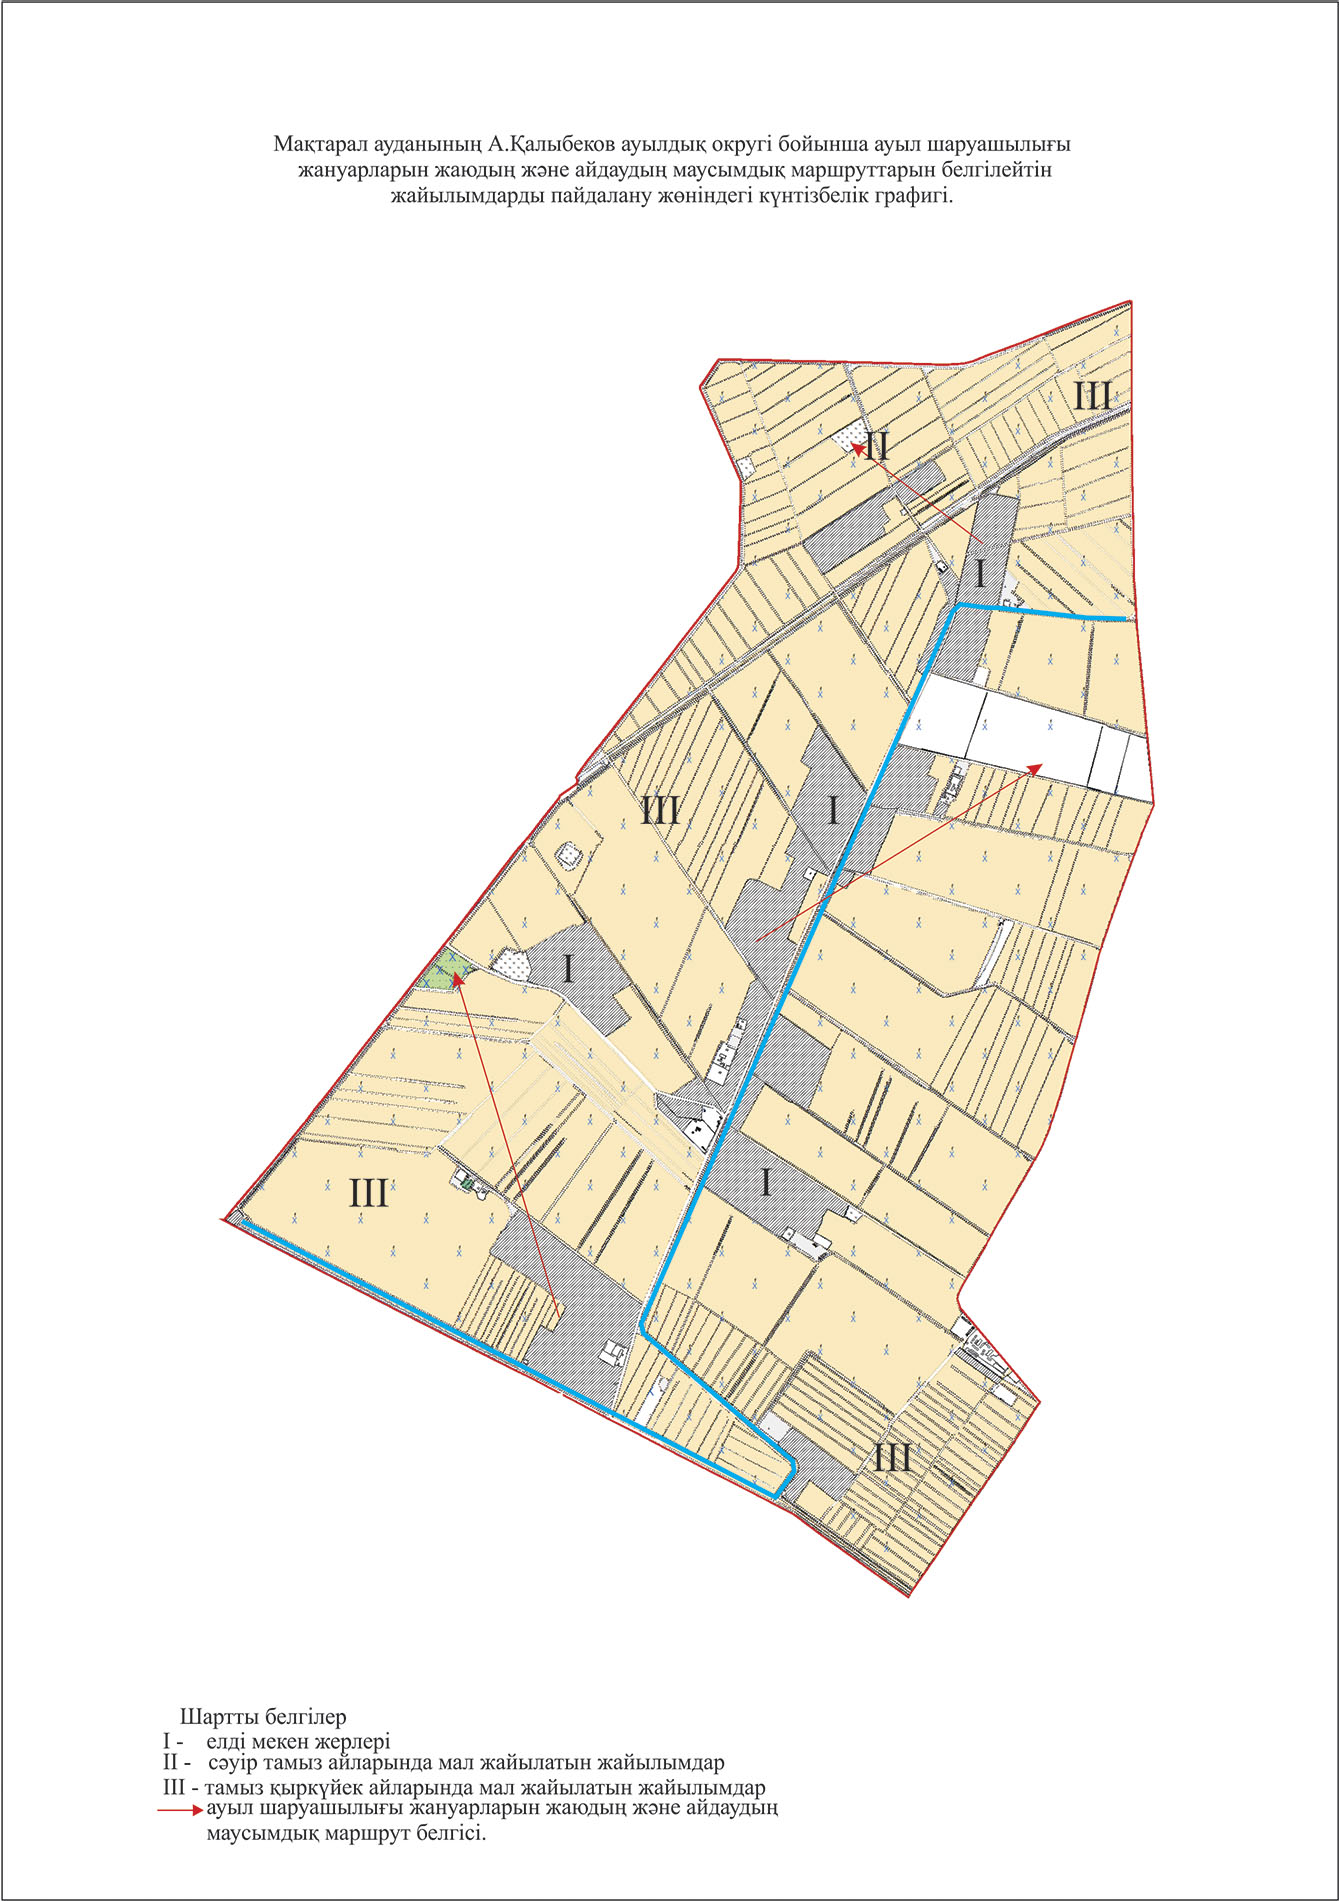 Мақтарал ауданының А.Қалыбеков ауылдық округі бойынша ауыл шаруашылығы
жануарларын жаюдың және айдаудың маусымдық маршруттарын белгілейтін
жайылымдарды пайдалану жөніндегі күнтізбелік графигі.
III
II
I
III
I
I
I
III
III
Шартты белгілер
I - елді мекен жерлері
II - сәуір тамыз айларында мал жайылатын жайылымдар
III - тамыз қыркүйек айларында мал жайылатын жайылымдар
ауыл шаруашылығы жануарларын жаюдың және айдаудың
маусымдық маршрут белгісі.